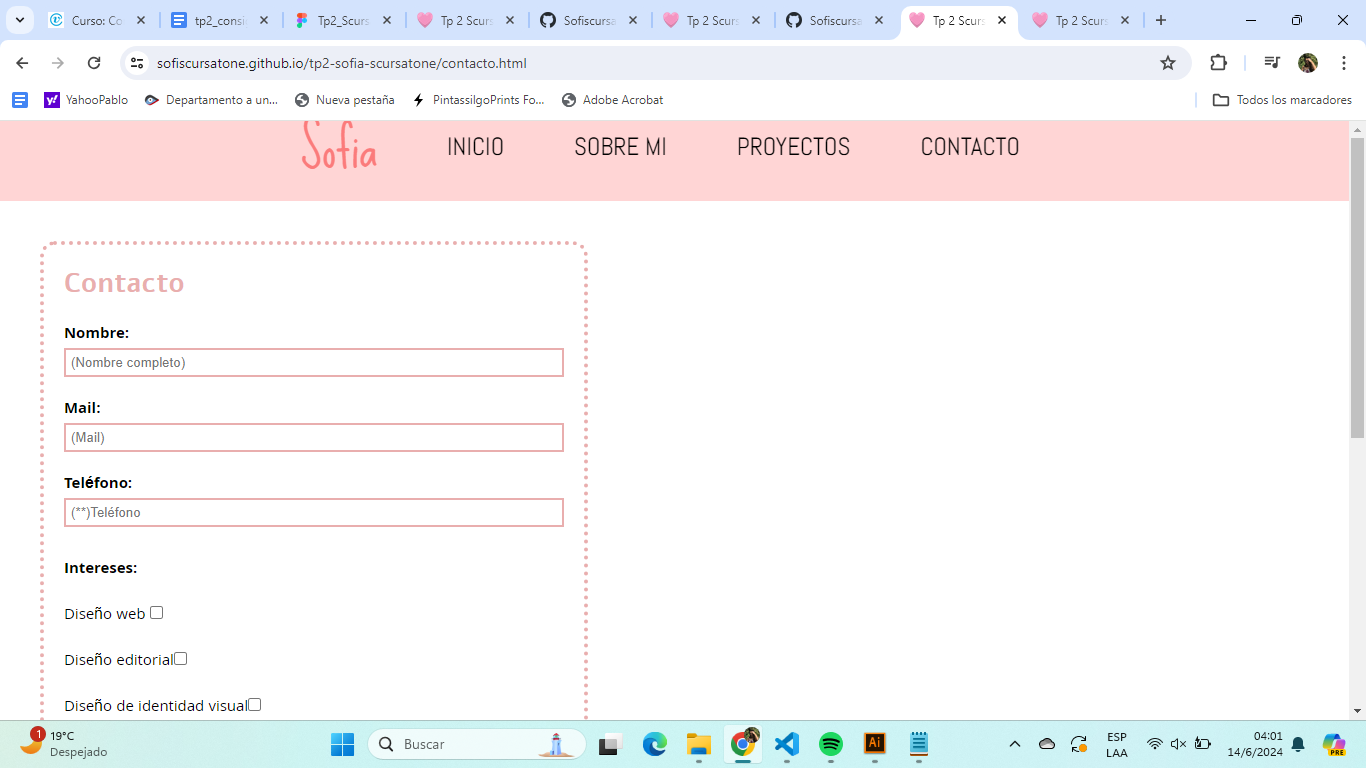 Curso: Co
tp2_consi
Tp2_Scurs
Tp 2 Scurs
Sofiscursa
Tp 2 Scurs
Sofiscursa
Tp 2 Scurs
Tp 2 Scurs
sofiscursatone.github.io/tp2-sofia-scursatone/contacto.html
YahooPablo
Departamento a un...
Nueva pestaña
PintassilgoPrints Fo...
Adobe Acrobat
Todos los marcadores
Sofia
INICIO
SOBRE MI
PROYECTOS
CONTACTO
Contacto
Nombre:
(Nombre completo)
Mail:
(Mail)
Teléfono:
(**)Teléfono
Intereses:
Diseño web
Diseño editorial
Diseño de identidad visual
1
19°C
Despejado
Buscar
Ai
ESP
LAA
04:01
14/6/2024
PRE